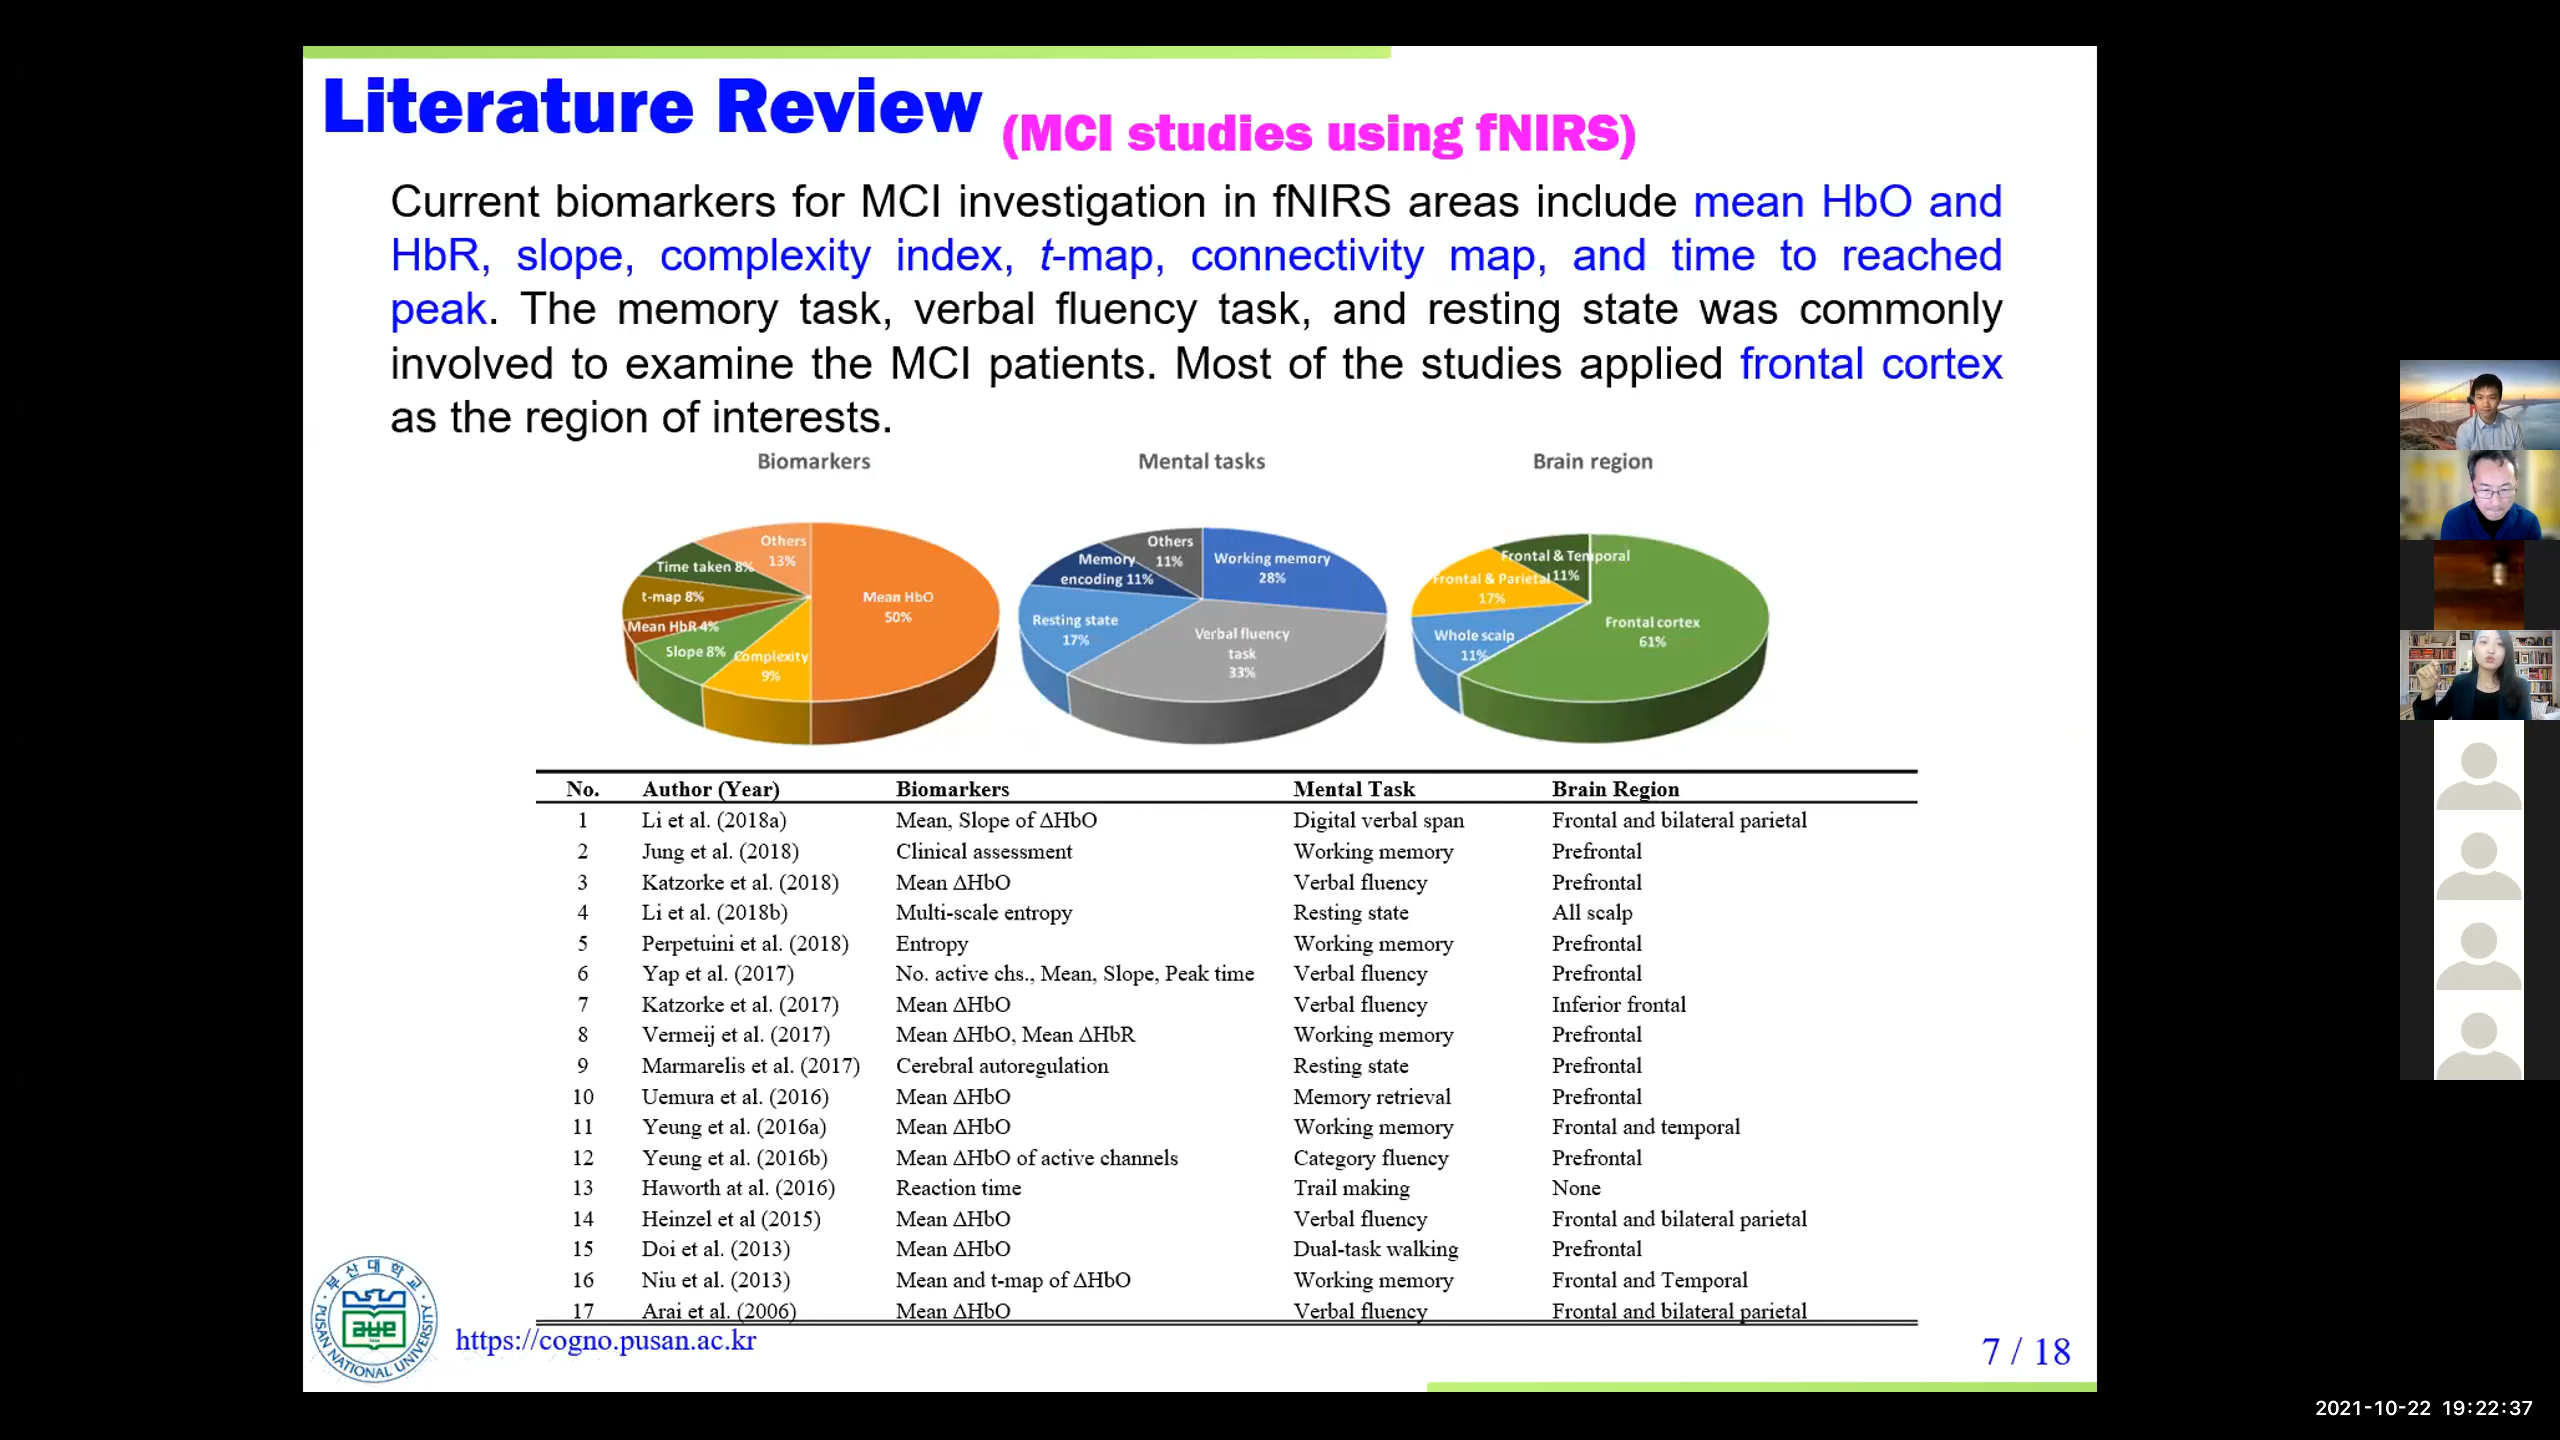 Literature Review (MCI studies using fNIRS)
Current biomarkers for MCI investigation in fNIRS areas include mean HbO and
HbR, slope, complexity index, t-map, connectivity map, and time to reached
peak. The memory task, verbal fluency task, and resting state was commonly
involved to examine the MCI patients. Most of the studies applied frontal cortex
as the region of interests.
Biomarkers
Others
13%
Time taken 8%
t-map 8%
Mean HbR 4%
Slope 8%
Complexity
9%
Mean HbO
50%
Mental tasks
Others
11%
Memory
encoding 11%
Working memory
28%
Resting state
17%
Verbal fluency
task
33%
Brain region
Frontal & Temporal
11%
Frontal & Parietal
17%
Whole scalp
11%
Frontal cortex
61%
No. Author (Year) Biomarkers Mental Task Brain Region
1 Li et al. (2018a) Mean, Slope of ΔHbO Digital verbal span Frontal and bilateral parietal
2 Jung et al. (2018) Clinical assessment Working memory Prefrontal
3 Katzorke et al. (2018) Mean ΔHbO Verbal fluency Prefrontal
4 Li et al. (2018b) Multi-scale entropy Resting state All scalp
5 Perpetuini et al. (2018) Entropy Working memory Prefrontal
6 Yap et al. (2017) No. active chs., Mean, Slope, Peak time Verbal fluency Prefrontal
7 Katzorke et al. (2017) Mean ΔHbO Verbal fluency Inferior frontal
8 Vermeij et al. (2017) Mean ΔHbO, Mean ΔHbR Working memory Prefrontal
9 Marmarelis et al. (2017) Cerebral autoregulation Resting state Prefrontal
10 Uemura et al. (2016) Mean ΔHbO Memory retrieval Prefrontal
11 Yeung et al. (2016a) Mean ΔHbO Working memory Frontal and temporal
12 Yeung et al. (2016b) Mean ΔHbO of active channels Category fluency Prefrontal
13 Haworth at al. (2016) Reaction time Trail making None
14 Heinzel et al (2015) Mean ΔHbO Verbal fluency Frontal and bilateral parietal
15 Doi et al. (2013) Mean ΔHbO Dual-task walking Prefrontal
16 Niu et al. (2013) Mean and t-map of ΔHbO Working memory Frontal and Temporal
17 Arai et al. (2006) Mean ΔHbO Verbal fluency Frontal and bilateral parietal
부산대학교
PUSAN NATIONAL UNIVERSITY
https://cogno.pusan.ac.kr
7 / 18
2021-10-22 19:22:37